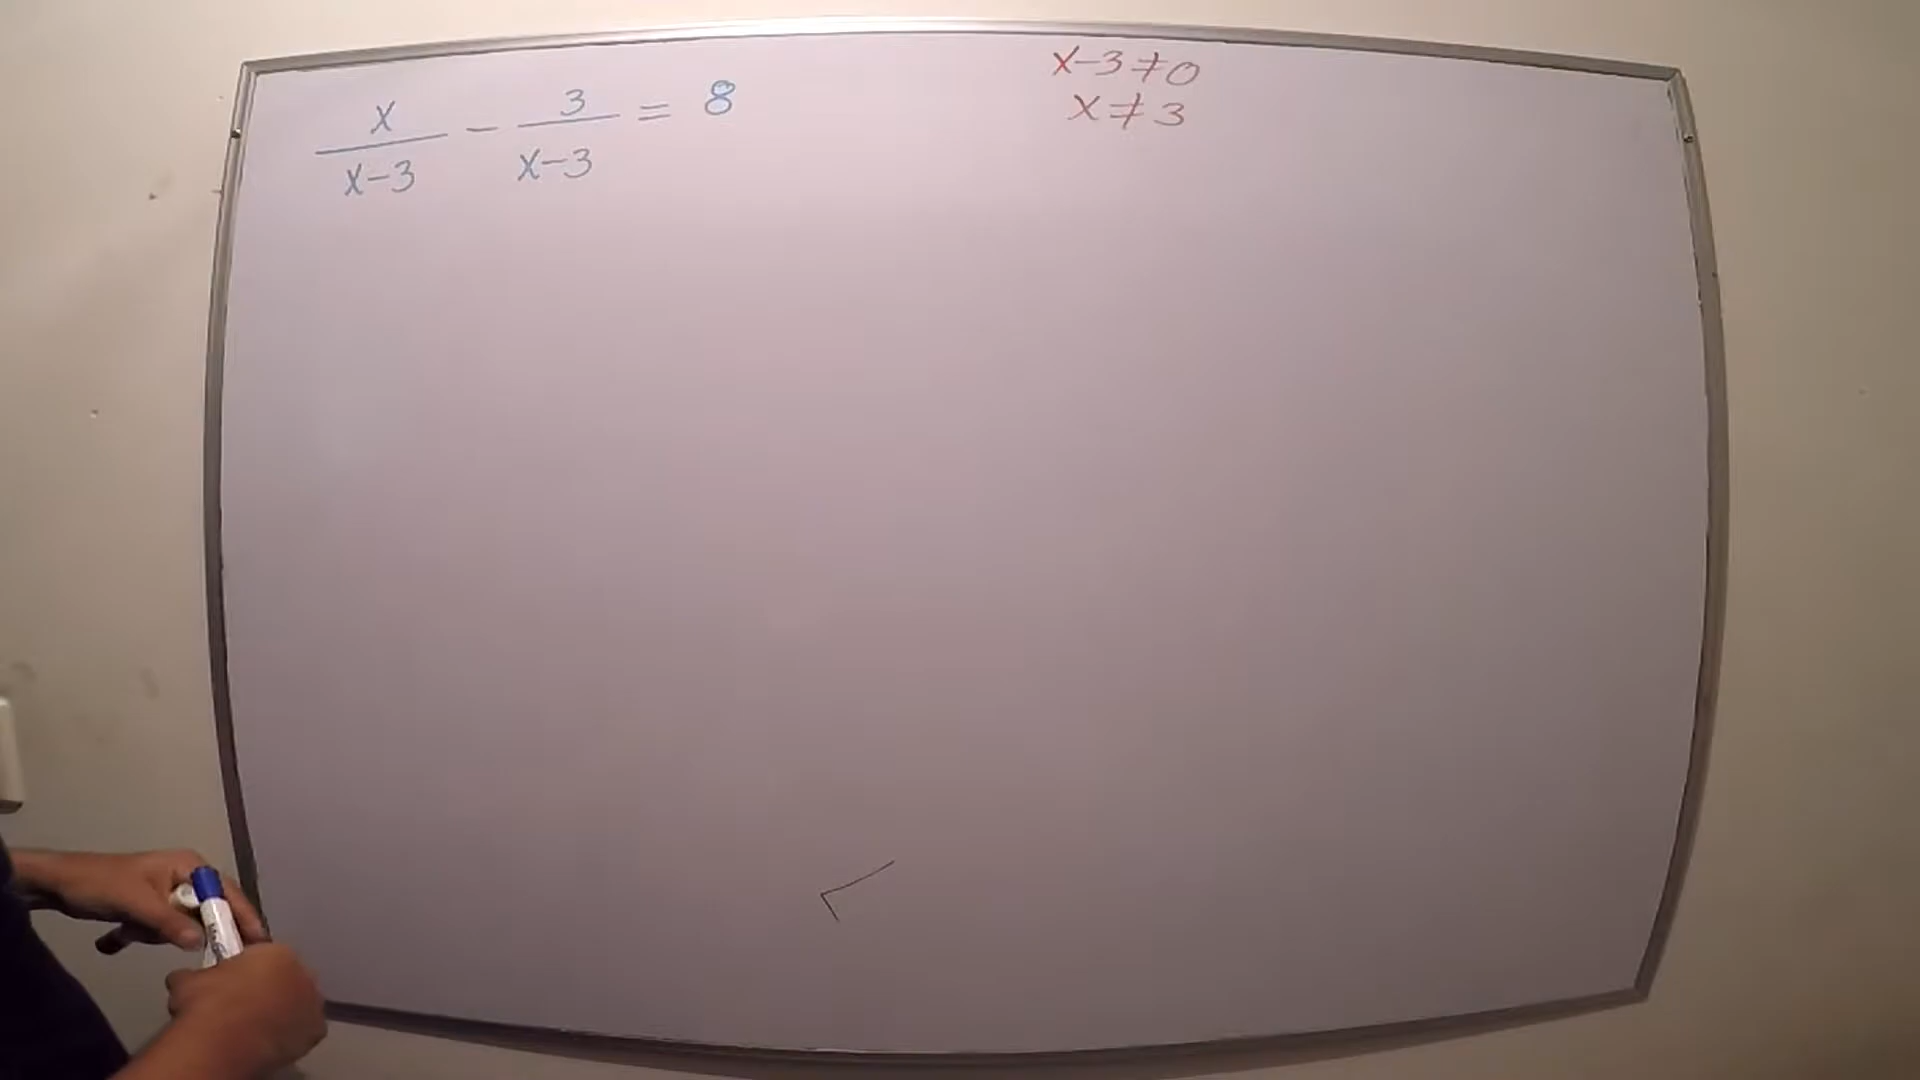 x/(x-3) - 3/(x-3) = 8
x-3≠0
x≠3